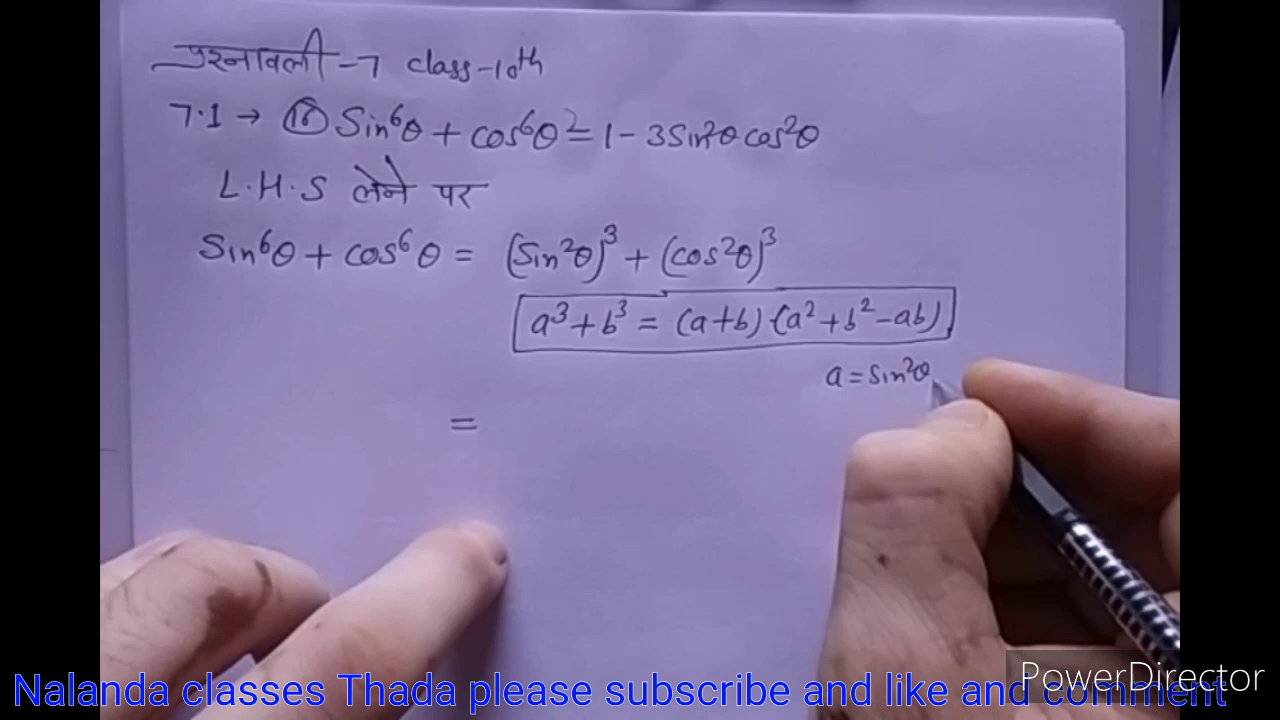 प्रश्नावली-7 class-10th
7.1 → ⑯ Sin⁶θ + cos⁶θ = 1 - 3Sin²θ cos²θ
L.H.S लेने पर
Sin⁶θ + cos⁶θ = (Sin²θ)³ + (cos²θ)³
a³ + b³ = (a+b) (a² + b² - ab)
a = Sin²θ
=
PowerDirector
Nalanda classes Thada please subscribe and like and comment